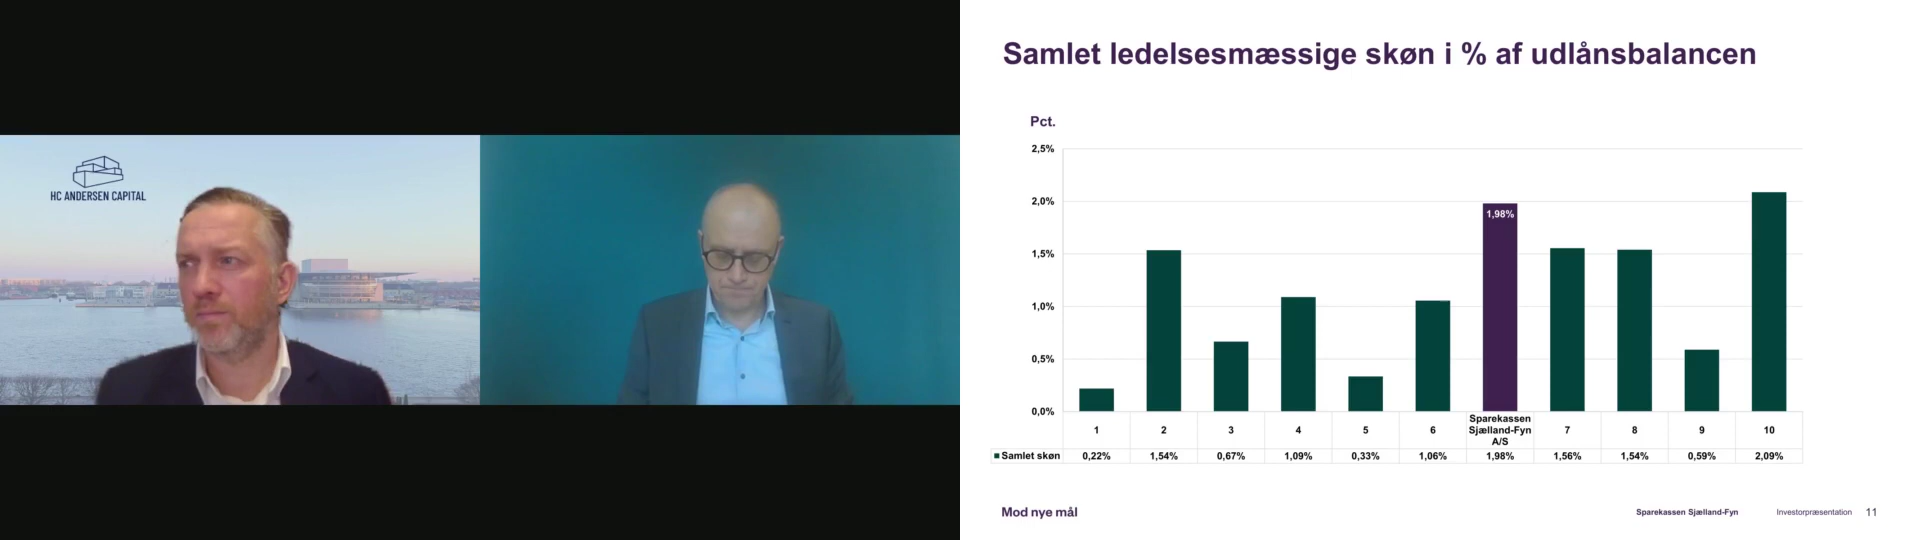 HC ANDERSEN CAPITAL
Samlet ledelsesmæssige skøn i % af udlånsbalancen
Pct.
2,5%
2,0%
1,5%
1,0%
0,5%
0,0%
1,98%
1 2 3 4 5 6 Sparekassen Sjælland-Fyn A/S 7 8 9 10
Samlet skøn 0,22% 1,54% 0,67% 1,09% 0,33% 1,06% 1,98% 1,56% 1,54% 0,59% 2,09%
Mod nye mål
Sparekassen Sjælland-Fyn Investorpræsentation 11